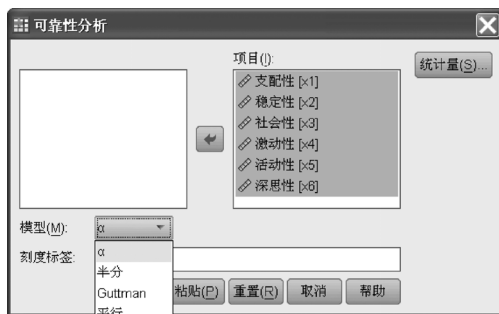 可靠性分析
项目(I):
统计量(S)...
支配性 [x1]
稳定性 [x2]
社会性 [x3]
激动性 [x4]
活动性 [x5]
深思性 [x6]
模型(M): α
刻度标签:
α
半分
Guttman
平行
粘贴(P) 重置(R) 取消 帮助